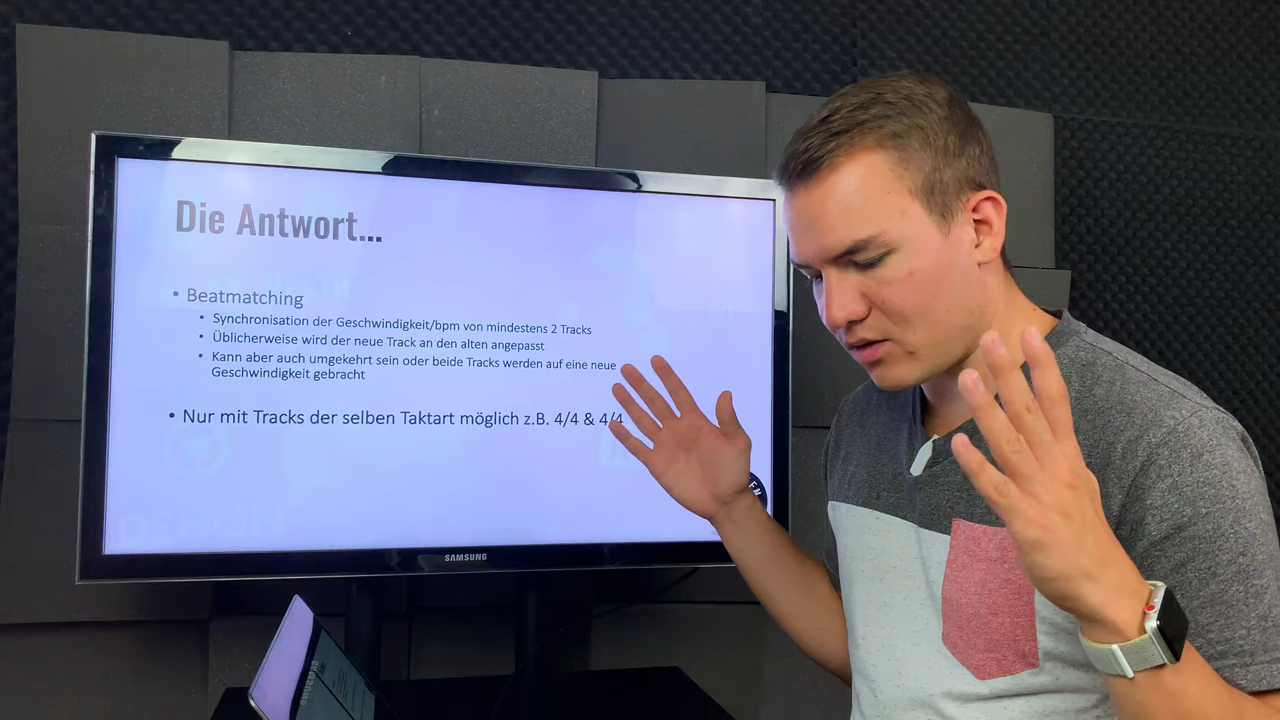 Die Antwort...
• Beatmatching
• Synchronisation der Geschwindigkeit/bpm von mindestens 2 Tracks
• Üblicherweise wird der neue Track an den alten angepasst
• Kann aber auch umgekehrt sein oder beide Tracks werden auf eine neue
Geschwindigkeit gebracht
• Nur mit Tracks der selben Taktart möglich z.B. 4/4 & 4/4
SAMSUNG